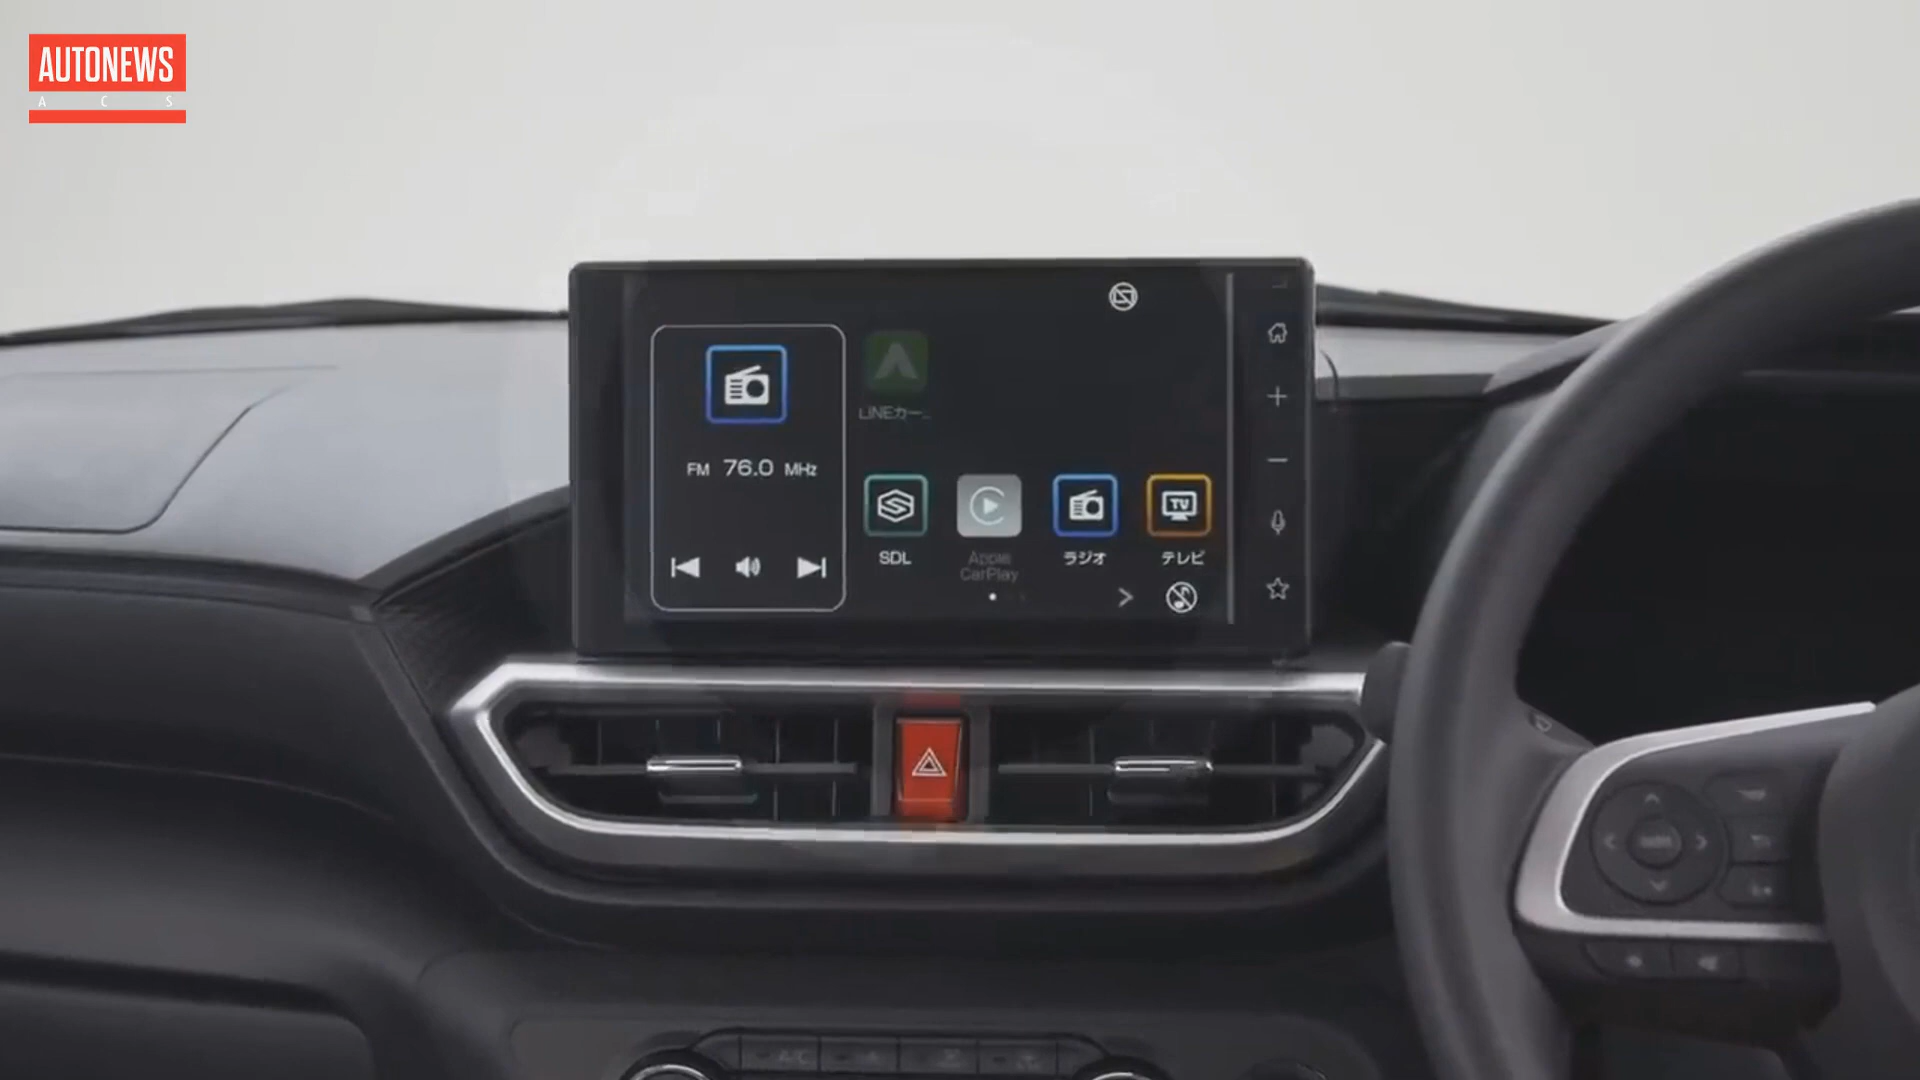 AUTONEWS
A C S
LINEカー...
FM 76.0 MHz
TV
SDL
Apple
CarPlay
ラジオ
テレビ
A/C